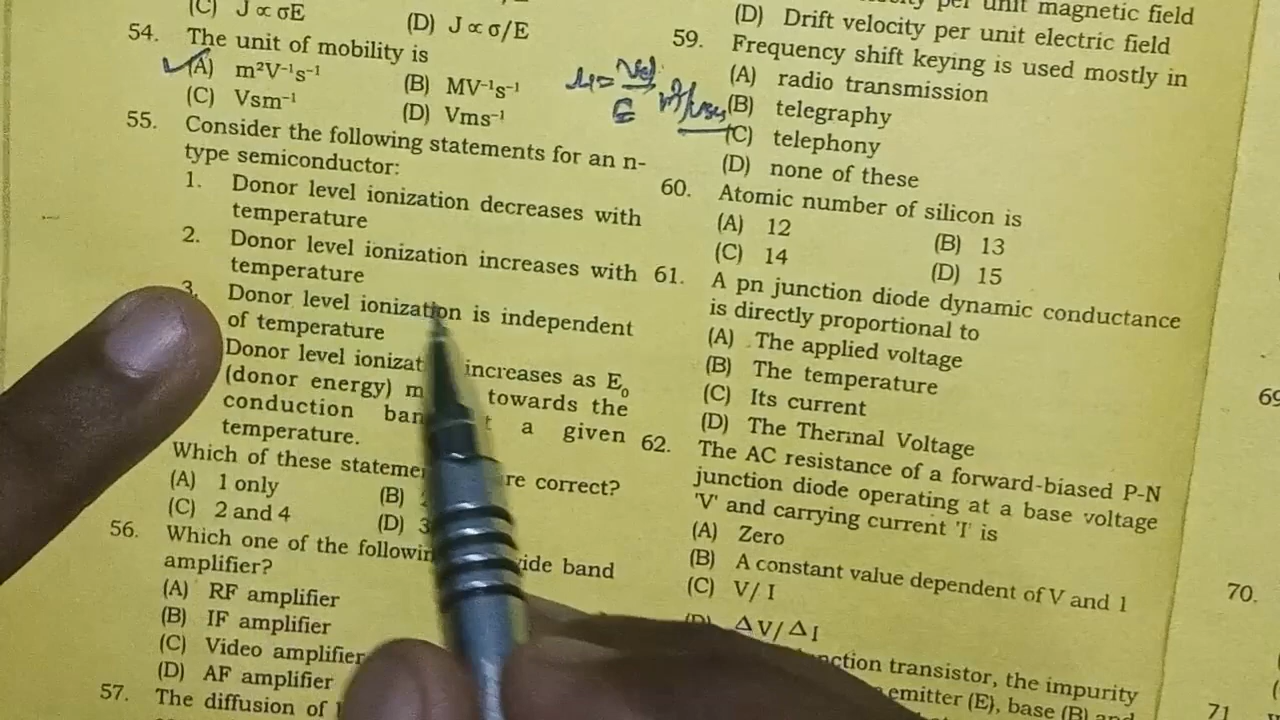 (C) J ∝ σE
(D) J ∝ σ/E
54. The unit of mobility is
(A) m²V⁻¹s⁻¹
(B) MV⁻¹s⁻¹
(C) Vsm⁻¹
(D) Vms⁻¹
55. Consider the following statements for an n-
type semiconductor:
1. Donor level ionization decreases with
temperature
2. Donor level ionization increases with
temperature
3. Donor level ionization is independent
of temperature
Donor level increases as E₀
(donor energy) towards the
conduction a given
temperature.
Which of these correct?
(A) 1 only
(B)
(C) 2 and 4
(D) 3
56. Which one of the band
amplifier?
(A) RF amplifier
(B) IF amplifier
(C) Video amplifier
(D) AF amplifier
57. The diffusion of
per unit magnetic field
(D) Drift velocity per unit electric field
59. Frequency shift keying is used mostly in
(A) radio transmission
(B) telegraphy
(C) telephony
(D) none of these
60. Atomic number of silicon is
(A) 12
(B) 13
(C) 14
(D) 15
61. A pn junction diode dynamic conductance
is directly proportional to
(A) The applied voltage
(B) The temperature
(C) Its current
(D) The Thermal Voltage
62. The AC resistance of a forward-biased P-N
junction diode operating at a base voltage
'V' and carrying current 'I' is
(A) Zero
(B) A constant value dependent of V and 1
(C) V/ I
ΔV/ΔI
transistor, the impurity
emitter (E), base (B) and
69
70.
71